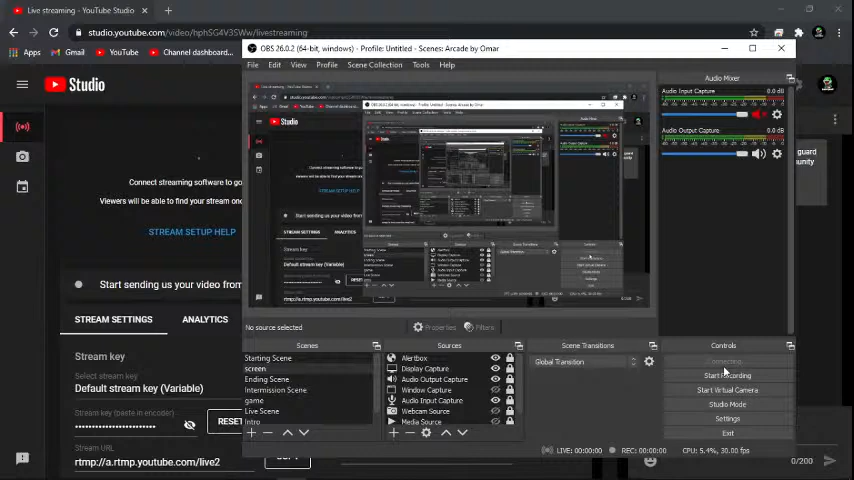 Live streaming - YouTube Studio
studio.youtube.com/video/hphSG4V3SWw/livestreaming
Apps
Gmail
YouTube
Channel dashboard...
OBS 26.0.2 (64-bit, windows) - Profile: Untitled - Scenes: Arcade by Omar
File Edit View Profile Scene Collection Tools Help
Studio
Connect streaming software to go
Viewers will be able to find your stream on
STREAM SETUP HELP
Start sending us your video from
STREAM SETTINGS
ANALYTICS
Stream key
Select stream key
Default stream key (Variable)
Stream key (paste in encoder)
RESET
Stream URL
rtmp://a.rtmp.youtube.com/live2
Audio Mixer
Audio Input Capture 0.0 dB
Audio Output Capture 0.0 dB
guard
unity
No source selected
Properties
Filters
Scenes
Starting Scene
screen
Ending Scene
Intermission Scene
game
Live Scene
Intro
Sources
Alertbox
Display Capture
Audio Output Capture
Window Capture
Audio Input Capture
Webcam Source
Media Source
Scene Transitions
Global Transition
Controls
Connecting...
Start Recording
Start Virtual Camera
Studio Mode
Settings
Exit
LIVE: 00:00:00
REC: 00:00:00
CPU: 5.4%, 30.00 fps
0/200